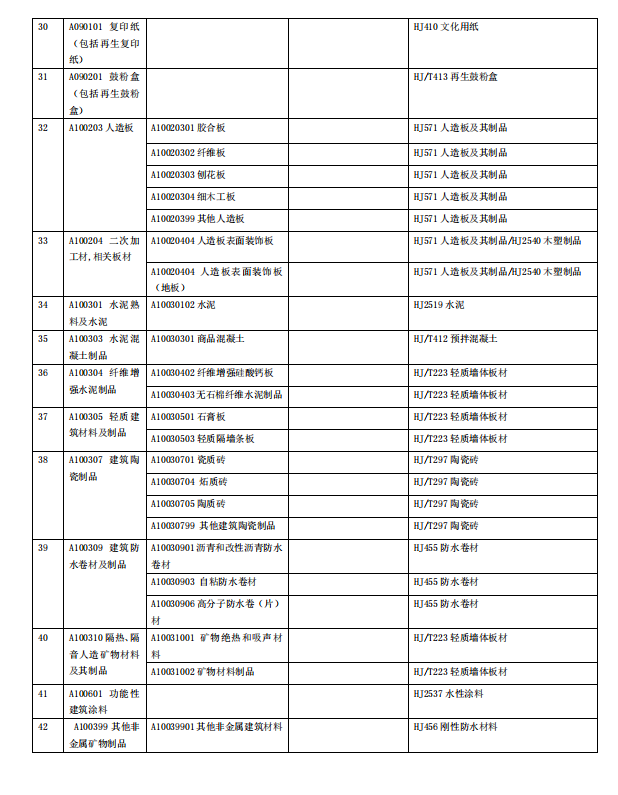 30 A090101 复印纸 HJ410 文化用纸
（包括再生复印
纸）
31 A090201 鼓粉盒 HJ/T413 再生鼓粉盒
（包括再生鼓粉
盒）
32 A100203 人造板 A10020301 胶合板 HJ571 人造板及其制品
A10020302 纤维板 HJ571 人造板及其制品
A10020303 刨花板 HJ571 人造板及其制品
A10020304 细木工板 HJ571 人造板及其制品
A10020399 其他人造板 HJ571 人造板及其制品
33 A100204 二次加 A10020404 人造板表面装饰板 HJ571 人造板及其制品/HJ2540 木塑制品
工材,相关板材
A10020404 人造板表面装饰板 HJ571 人造板及其制品/HJ2540 木塑制品
（地板）
34 A100301 水泥熟 A10030102 水泥 HJ2519 水泥
料及水泥
35 A100303 水泥混 A10030301 商品混凝土 HJ/T412 预拌混凝土
凝土制品
36 A100304 纤维增 A10030402 纤维增强硅酸钙板 HJ/T223 轻质墙体板材
强水泥制品 A10030403 无石棉纤维水泥制品 HJ/T223 轻质墙体板材
37 A100305 轻质建 A10030501 石膏板 HJ/T223 轻质墙体板材
筑材料及制品 A10030503 轻质隔墙条板 HJ/T223 轻质墙体板材
38 A100307 建筑陶 A10030701 瓷质砖 HJ/T297 陶瓷砖
瓷制品 A10030704 炻质砖 HJ/T297 陶瓷砖
A10030705 陶质砖 HJ/T297 陶瓷砖
A10030799 其他建筑陶瓷制品 HJ/T297 陶瓷砖
39 A100309 建筑防 A10030901 沥青和改性沥青防水 HJ455 防水卷材
水卷材及制品 卷材
A10030903 自粘防水卷材 HJ455 防水卷材
A10030906 高分子防水卷（片） HJ455 防水卷材
材
40 A100310 隔热、隔 A10031001 矿物绝热和吸声材 HJ/T223 轻质墙体板材
音人造矿物材料 料
及其制品 A10031002 矿物材料制品 HJ/T223 轻质墙体板材
41 A100601 功能性 HJ2537 水性涂料
建筑涂料
42 A100399 其他非 A10039901 其他非金属建筑材料 HJ456 刚性防水材料
金属矿物制品